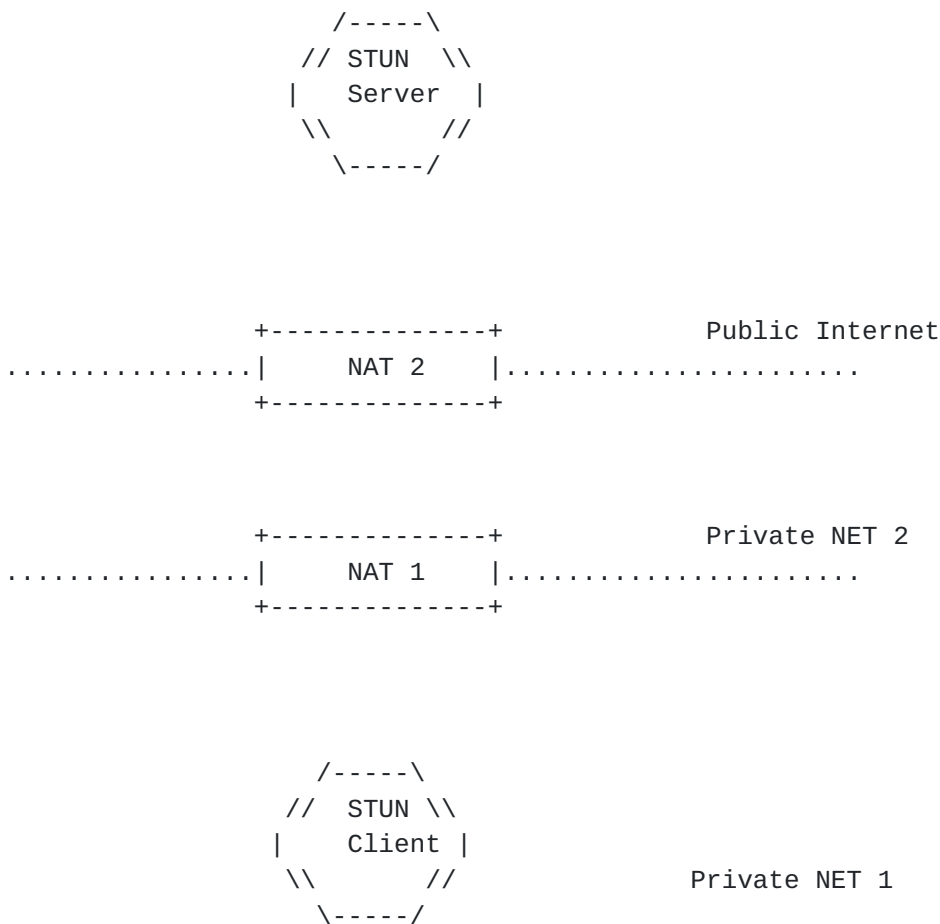 /-----\
// STUN \\
| Server |
\\ //
\-----/
+--------------+ Public Internet
................| NAT 2 |.......................
+--------------+
+--------------+ Private NET 2
................| NAT 1 |.......................
+--------------+
/-----\
// STUN \\
| Client |
\\ // Private NET 1
\-----/